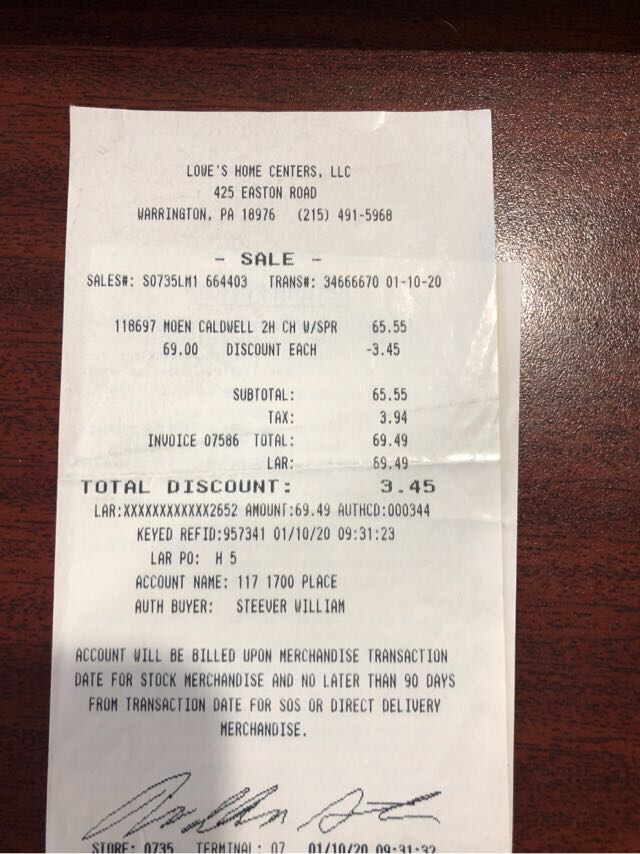 LOWE'S HOME CENTERS, LLC
425 EASTON ROAD
WARRINGTON, PA 18976 (215) 491-5968
- SALE -
SALES#: S0735LM1 664403 TRANS#: 34666670 01-10-20
118697 MOEN CALDWELL 2H CH W/SPR 65.55
69.00 DISCOUNT EACH -3.45
SUBTOTAL: 65.55
TAX: 3.94
INVOICE 07586 TOTAL: 69.49
LAR: 69.49
TOTAL DISCOUNT: 3.45
LAR:XXXXXXXXXXXX2652 AMOUNT:69.49 AUTHCD:000344
KEYED REFID:957341 01/10/20 09:31:23
LAR PO: H 5
ACCOUNT NAME: 117 1700 PLACE
AUTH BUYER: STEEVER WILLIAM
ACCOUNT WILL BE BILLED UPON MERCHANDISE TRANSACTION
DATE FOR STOCK MERCHANDISE AND NO LATER THAN 90 DAYS
FROM TRANSACTION DATE FOR SOS OR DIRECT DELIVERY
MERCHANDISE.
STORE: 0735 TERMINAL: 07 01/10/20 09:31:32